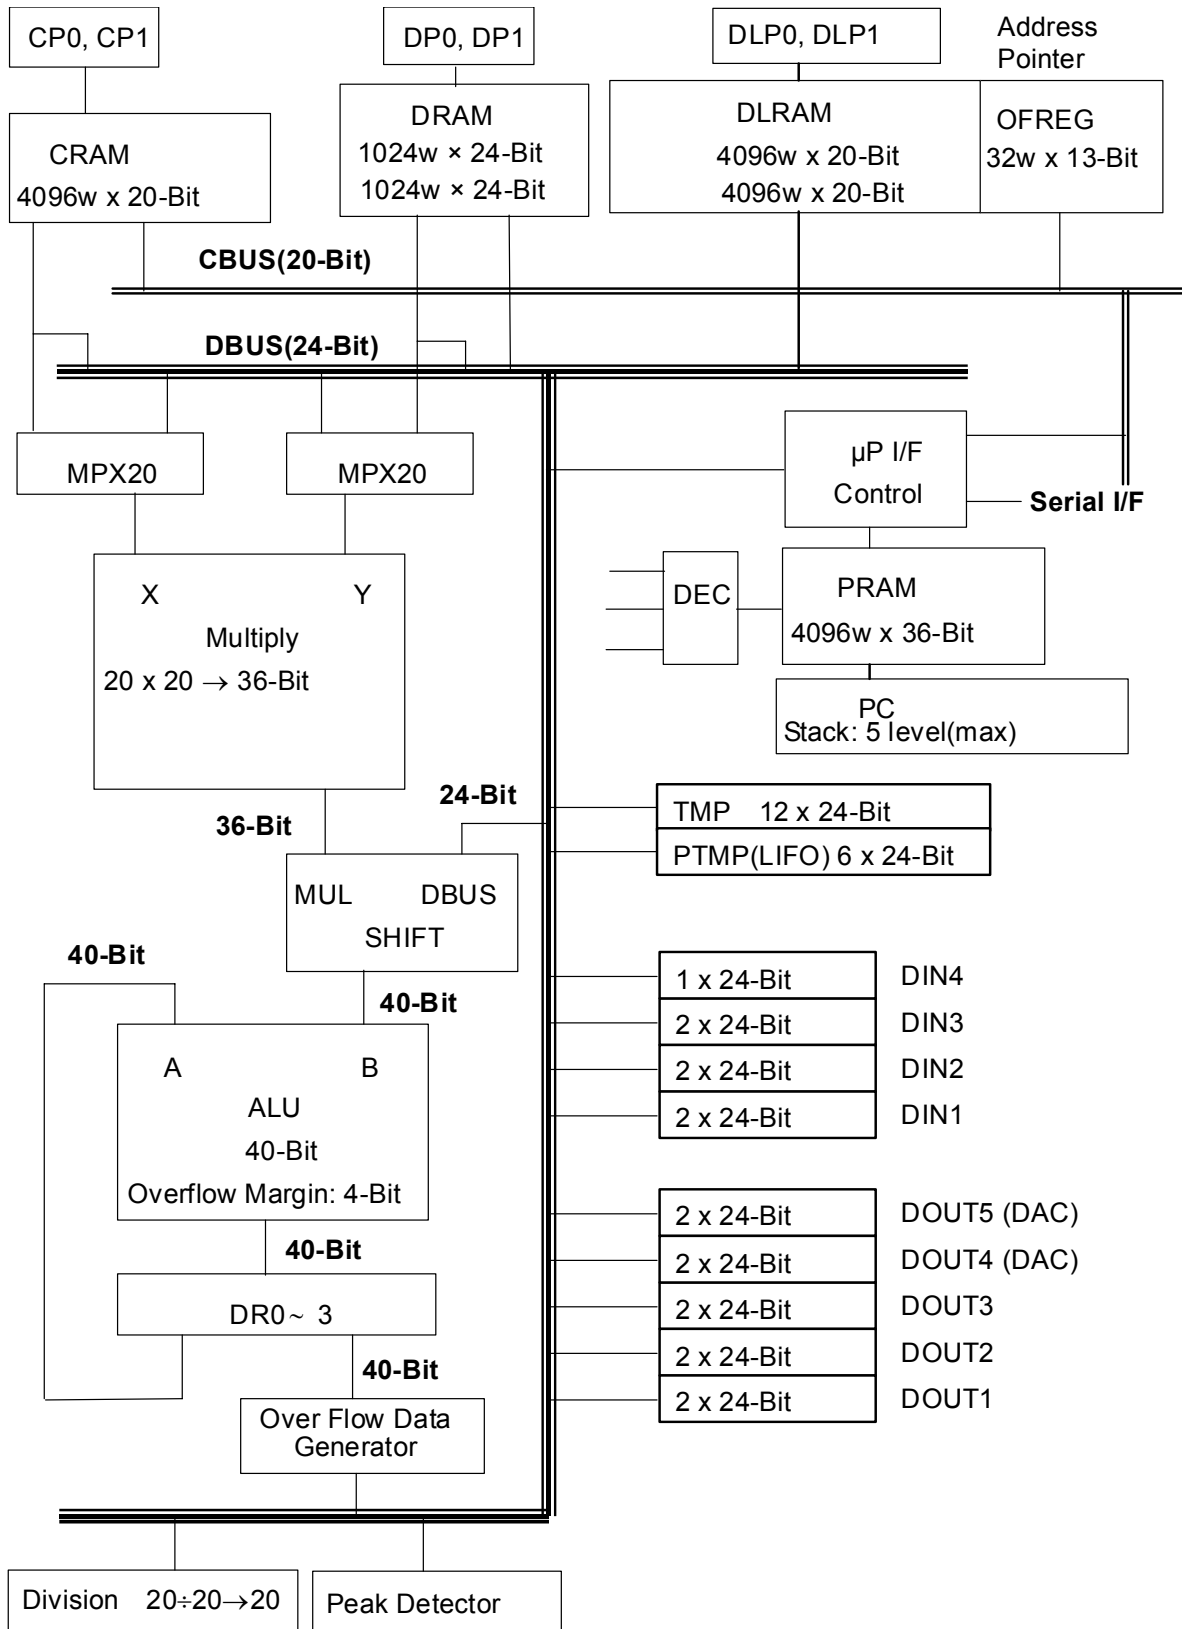 CP0, CP1
DP0, DP1
DLP0, DLP1
Address
Pointer
CRAM
4096w x 20-Bit
DRAM
1024w × 24-Bit
1024w × 24-Bit
DLRAM
4096w x 20-Bit
4096w x 20-Bit
OFREG
32w x 13-Bit
CBUS(20-Bit)
DBUS(24-Bit)
MPX20
MPX20
µP I/F
Control
Serial I/F
X
Y
Multiply
20 x 20 → 36-Bit
DEC
PRAM
4096w x 36-Bit
PC
Stack: 5 level(max)
24-Bit
36-Bit
TMP 12 x 24-Bit
PTMP(LIFO) 6 x 24-Bit
MUL
DBUS
SHIFT
40-Bit
40-Bit
1 x 24-Bit DIN4
2 x 24-Bit DIN3
2 x 24-Bit DIN2
2 x 24-Bit DIN1
A
B
ALU
40-Bit
Overflow Margin: 4-Bit
40-Bit
2 x 24-Bit DOUT5 (DAC)
2 x 24-Bit DOUT4 (DAC)
2 x 24-Bit DOUT3
2 x 24-Bit DOUT2
2 x 24-Bit DOUT1
DR0~ 3
40-Bit
Over Flow Data
Generator
Division 20÷20→20
Peak Detector